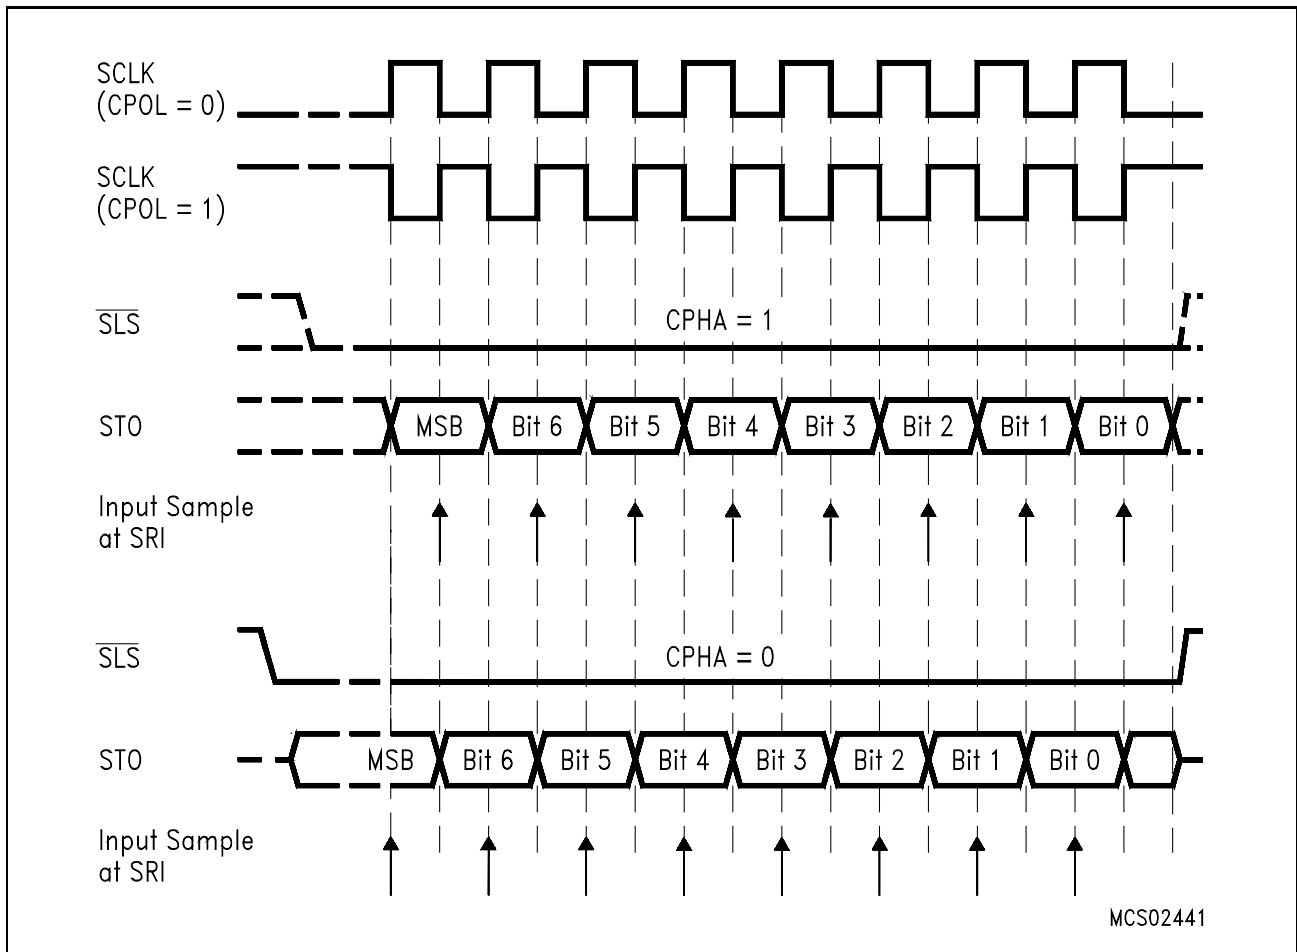 SCLK
(CPOL = 0)
SCLK
(CPOL = 1)
SLS
CPHA = 1
STO
MSB Bit 6 Bit 5 Bit 4 Bit 3 Bit 2 Bit 1 Bit 0
Input Sample
at SRI
SLS
CPHA = 0
STO
MSB Bit 6 Bit 5 Bit 4 Bit 3 Bit 2 Bit 1 Bit 0
Input Sample
at SRI
MCS02441